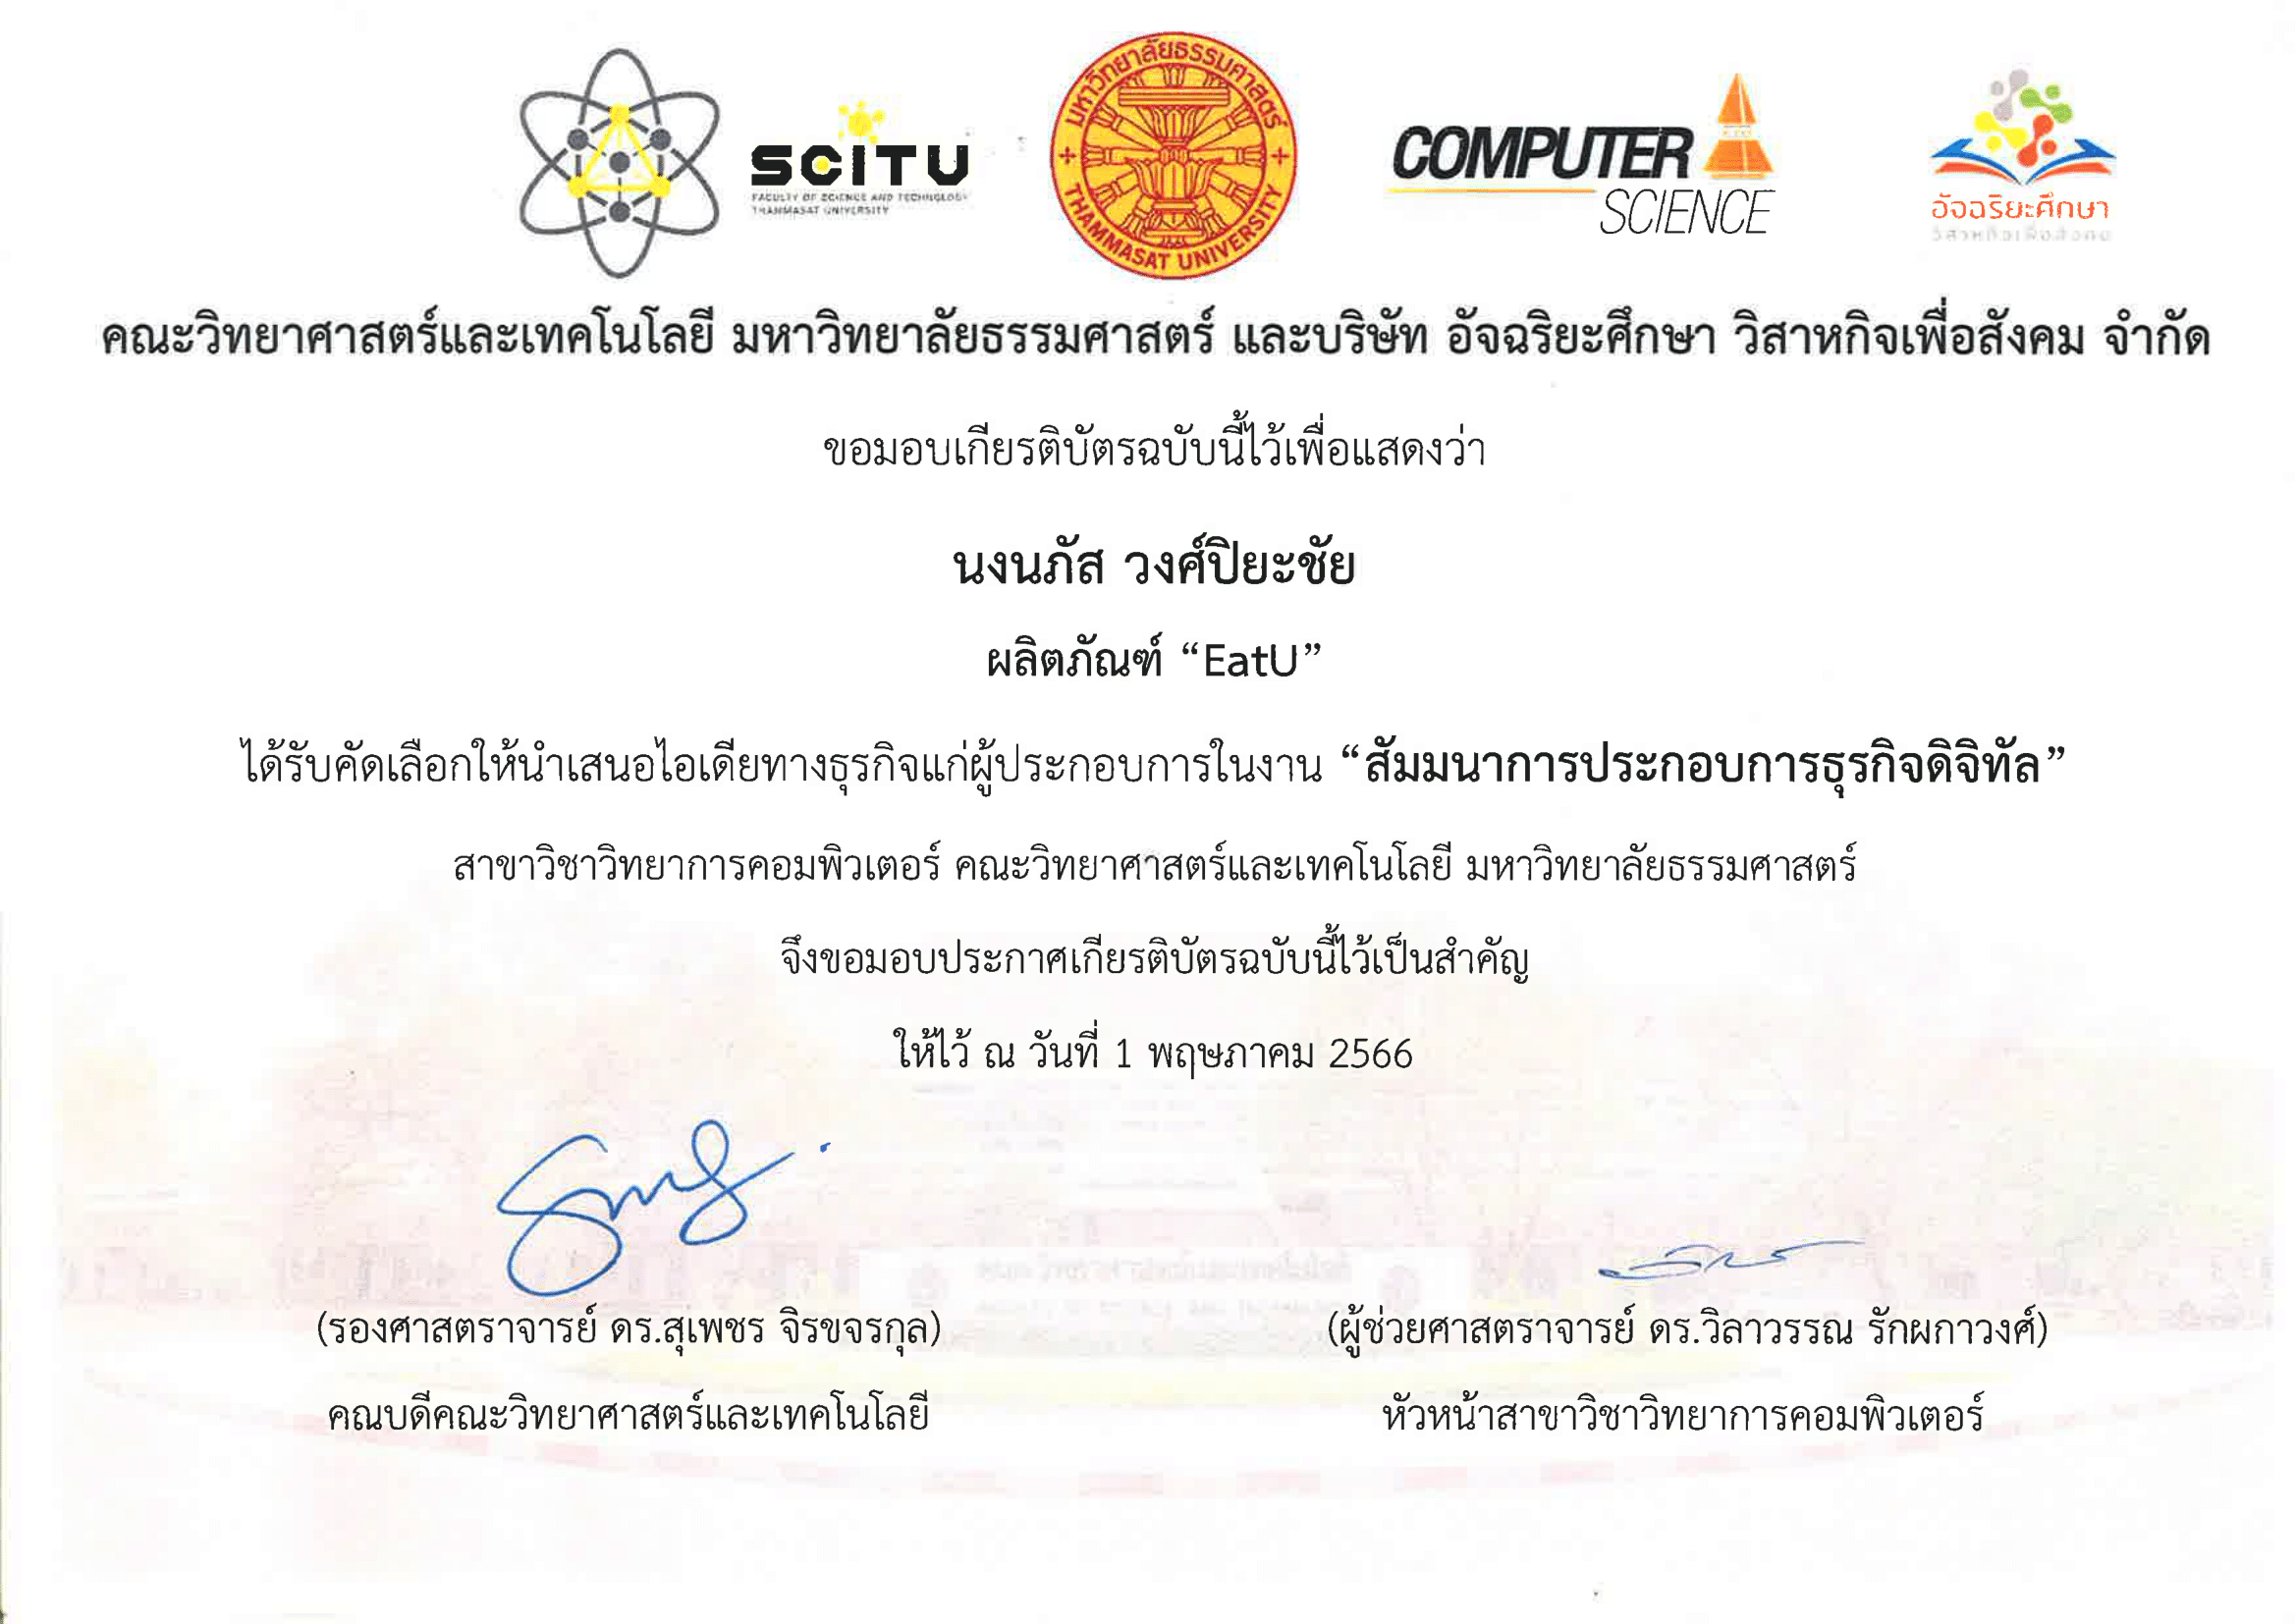 SCITU
FACULTY OF SCIENCE AND TECHNOLOGY
THAMMASAT UNIVERSITY
มหาวิทยาลัยธรรมศาสตร์
THAMMASAT UNIVERSITY
COMPUTER
SCIENCE
อัจฉริยะศึกษา
วิสาหกิจเพื่อสังคม
คณะวิทยาศาสตร์และเทคโนโลยี มหาวิทยาลัยธรรมศาสตร์ และบริษัท อัจฉริยะศึกษา วิสาหกิจเพื่อสังคม จำกัด
ขอมอบเกียรติบัตรฉบับนี้ไว้เพื่อแสดงว่า
นงนภัส วงศ์ปิยะชัย
ผลิตภัณฑ์ “EatU”
ได้รับคัดเลือกให้นำเสนอไอเดียทางธุรกิจแก่ผู้ประกอบการในงาน “สัมมนาการประกอบการธุรกิจดิจิทัล”
สาขาวิชาวิทยาการคอมพิวเตอร์ คณะวิทยาศาสตร์และเทคโนโลยี มหาวิทยาลัยธรรมศาสตร์
จึงขอมอบประกาศเกียรติบัตรฉบับนี้ไว้เป็นสำคัญ
ให้ไว้ ณ วันที่ 1 พฤษภาคม 2566
(รองศาสตราจารย์ ดร.สุเพชร จิรขจรกุล)
คณบดีคณะวิทยาศาสตร์และเทคโนโลยี
(ผู้ช่วยศาสตราจารย์ ดร.วิลาวรรณ รักผกาวงศ์)
หัวหน้าสาขาวิชาวิทยาการคอมพิวเตอร์